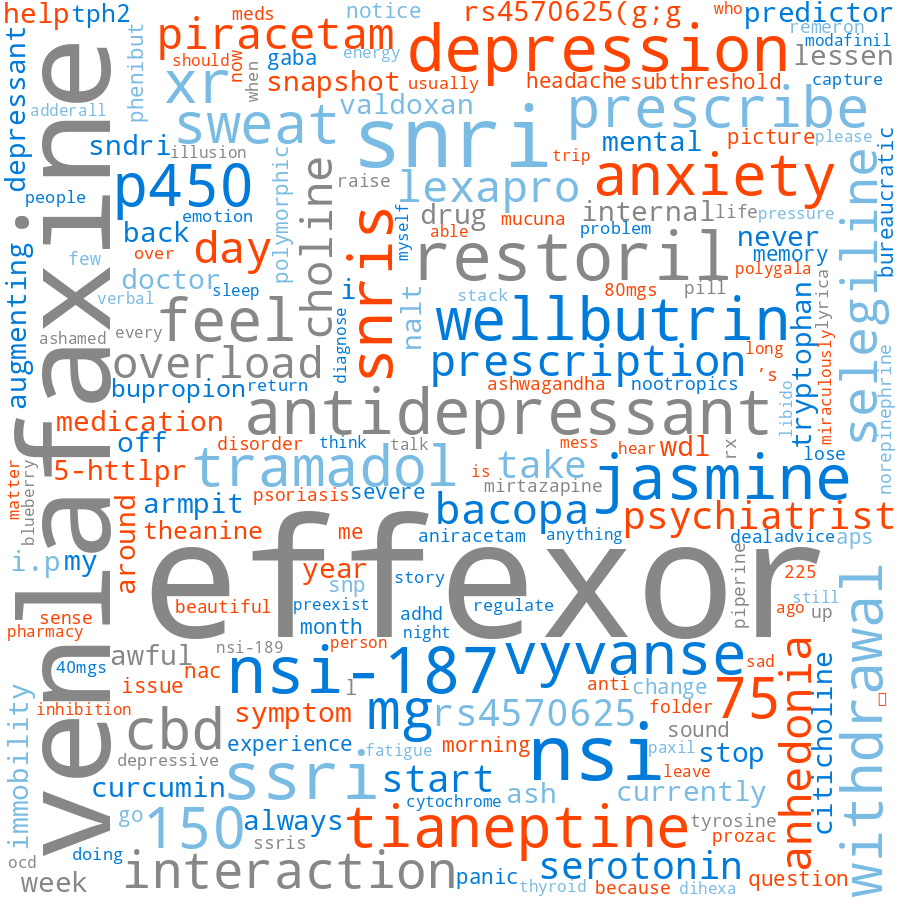 help
tph2
meds
rs4570625(g;g
who
predictor
notice
remeron
piracetam
depression
modafinil
lessen
should
now
gaba
energy
xr
when
snapshot
usually
headache
subthreshold
capture
phenibut
valdoxan
prescribe
adderall
sweat
snri
depressant
sndri
illusion
mental
picture
please
trip
bureaucratic
p450
polymorphic
choline
raise
lexapro
anxiety
people
emotion
myself
drug
mucuna
internal
life
pressure
back
day
snris
able
problem
never
over
restoril
memory
few
doctor
sleep
i
80mgs
pill
polygala
verbal
stack
selegiline
venlafaxine
.
augmenting
feel
nalt
wellbutrin
tryptophan
lyrica
miraculously
ashamed
every
diagnose
overload
prescription
long
’s
norepinephrine
bupropion
return
ashwagandha
nootropics
libido
medication
antidepressant
off
disorder
think
talk
mess
hear
wdl
rx
lose
5-httlpr
tramadol
is
take
jasmine
matter
blueberry
armpit
psoriasis
severe
mirtazapine
bacopa
psychiatrist
around
theanine
me
aniracetam
anything
deal
advice
aps
i.p
my
effexor
year
snp
story
piperine
225
still
beautiful
preexist
adhd
regulate
ago
up
sense
pharmacy
month
night
awful
nsi-189
person
40mgs
nac
nsi-187
vyvanse
sad
withdrawal
issue
l
anti
change
75
anhedonia
inhibition
symptom
mg
rs4570625
folder
immobility
cbd
experience
fatigue
morning
sound
paxil
stop
citicholine
depressive
nsi
leave
curcumin
ssri
start
cytochrome
ash
currently
go
150
always
tianeptine
tyrosine
prozac
ssris
ocd
doing
week
interaction
panic
serotonin
thyroid
because
dihexa
question